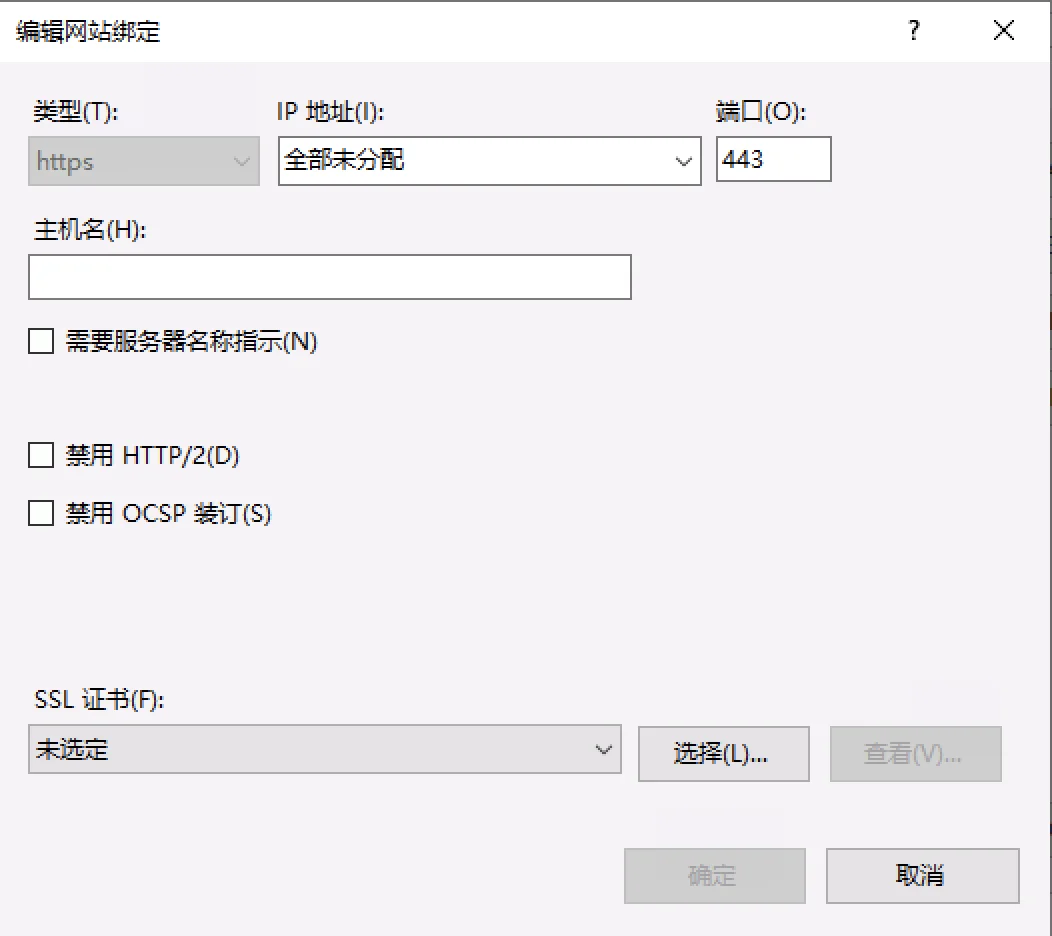 编辑网站绑定 ?
类型(T): IP 地址(I): 端口(O):
https 全部未分配 443
主机名(H):
需要服务器名称指示(N)
禁用 HTTP/2(D)
禁用 OCSP 装订(S)
SSL 证书(F):
未选定 选择(L)... 查看(V)...
确定 取消